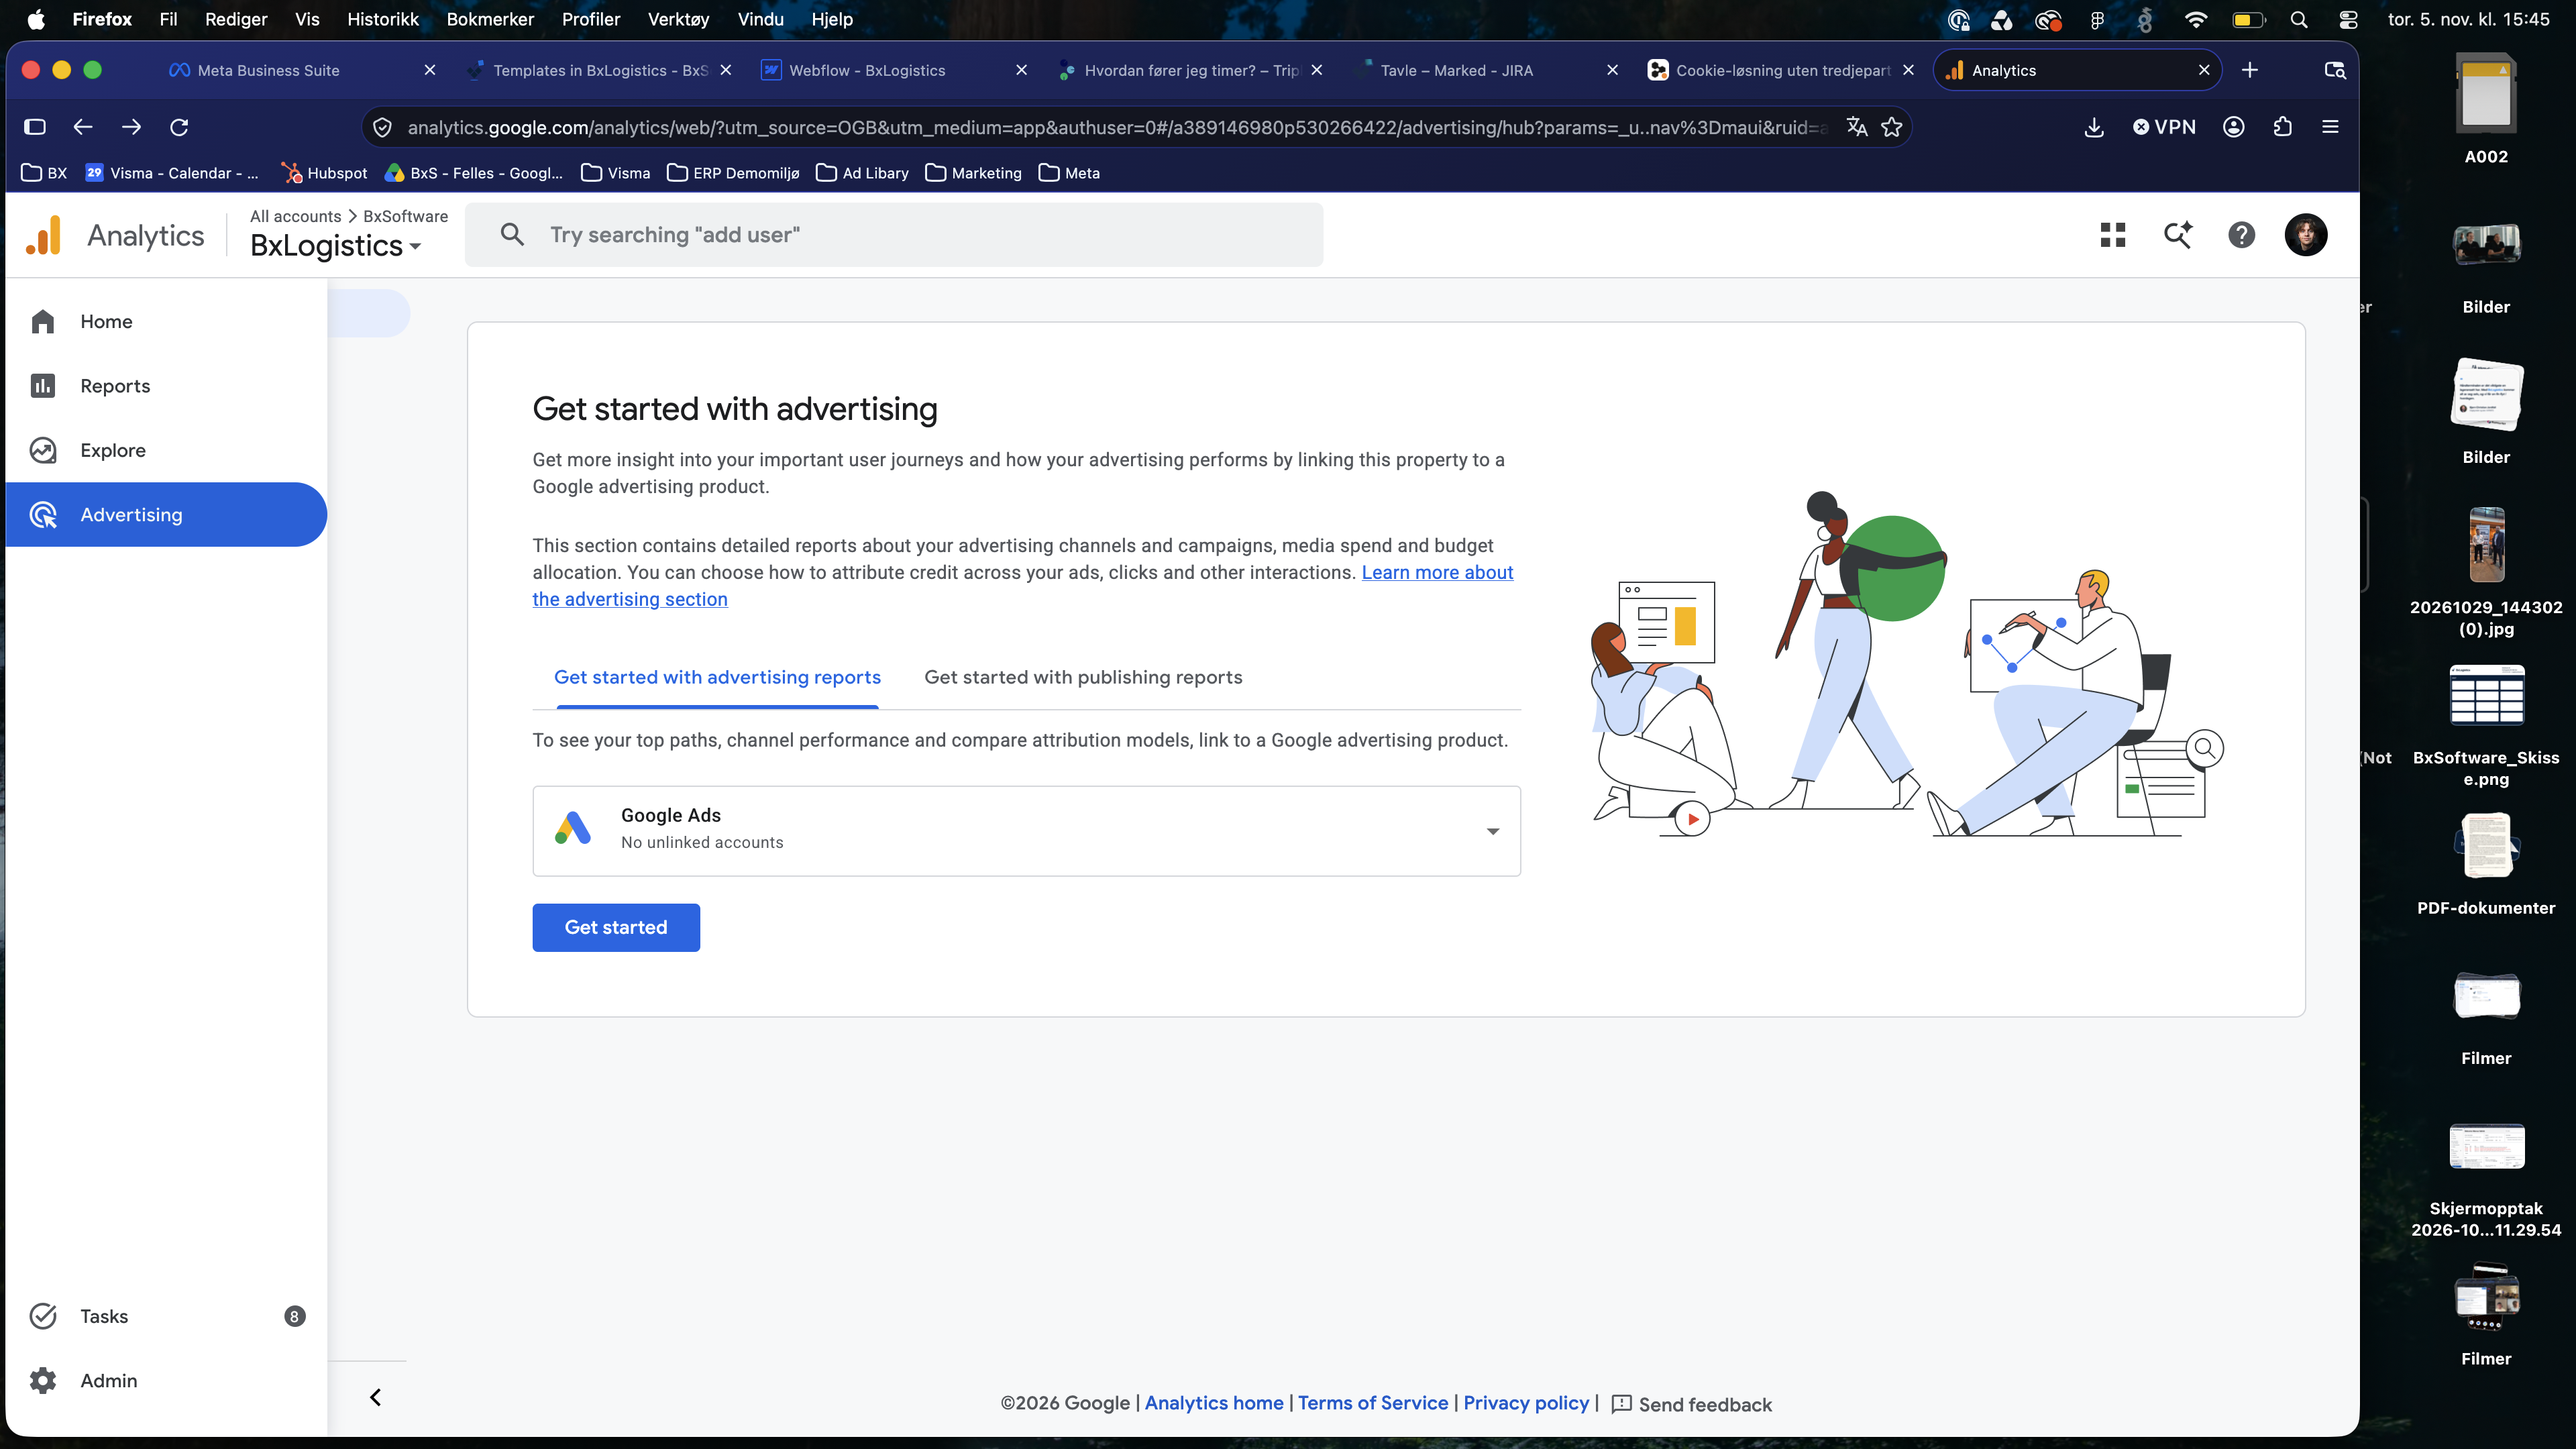 Firefox Fil Rediger Vis Historikk Bokmerker Profiler Verktøy Vindu Hjelp tor. 5. nov. kl. 15:45
Meta Business Suite Templates in BxLogistics - BxS Webflow - BxLogistics Hvordan fører jeg timer? – Trip Tavle – Marked - JIRA Cookie-løsning uten tredjepart Analytics
analytics.google.com/analytics/web/?utm_source=OGB&utm_medium=app&authuser=0#/a389146980p530266422/advertising/hub?params=_u..nav%3Dmaui&ruid=a VPN
BX 29 Visma - Calendar - ... Hubspot BxS - Felles - Googl... Visma ERP Demomiljø Ad Libary Marketing Meta
Analytics
All accounts > BxSoftware
BxLogistics
Try searching "add user"
Home
Reports
Explore
Advertising
Tasks 8
Admin
Get started with advertising
Get more insight into your important user journeys and how your advertising performs by linking this property to a
Google advertising product.
This section contains detailed reports about your advertising channels and campaigns, media spend and budget
allocation. You can choose how to attribute credit across your ads, clicks and other interactions. Learn more about
the advertising section
Get started with advertising reports Get started with publishing reports
To see your top paths, channel performance and compare attribution models, link to a Google advertising product.
Google Ads
No unlinked accounts
Get started
©2026 Google | Analytics home | Terms of Service | Privacy policy | Send feedback
A002
er
Bilder
Bilder
20261029_144302
(0).jpg
(Not
BxSoftware_Skiss
e.png
PDF-dokumenter
Filmer
Skjermopptak
2026-10...11.29.54
Filmer